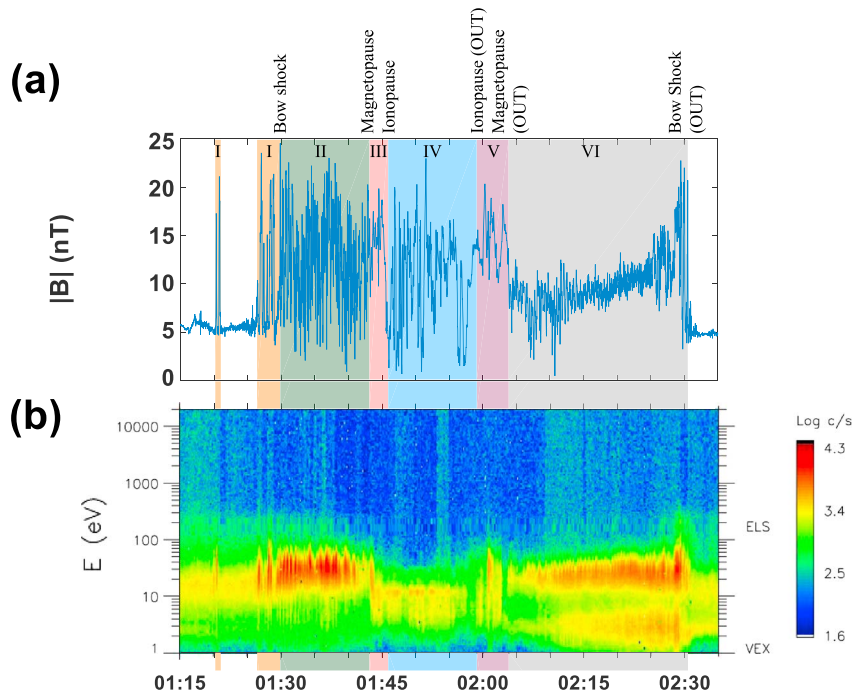 (a)
Bow shock
Magnetopause
Ionopause
Ionopause (OUT)
Magnetopause
(OUT)
Bow Shock
(OUT)
|B| (nT)
25
20
15
10
5
0
I
I
II
III
IV
V
VI
(b)
E (eV)
10000
1000
100
10
1
ELS
VEX
Log c/s
4.3
3.4
2.5
1.6
01:15
01:30
01:45
02:00
02:15
02:30